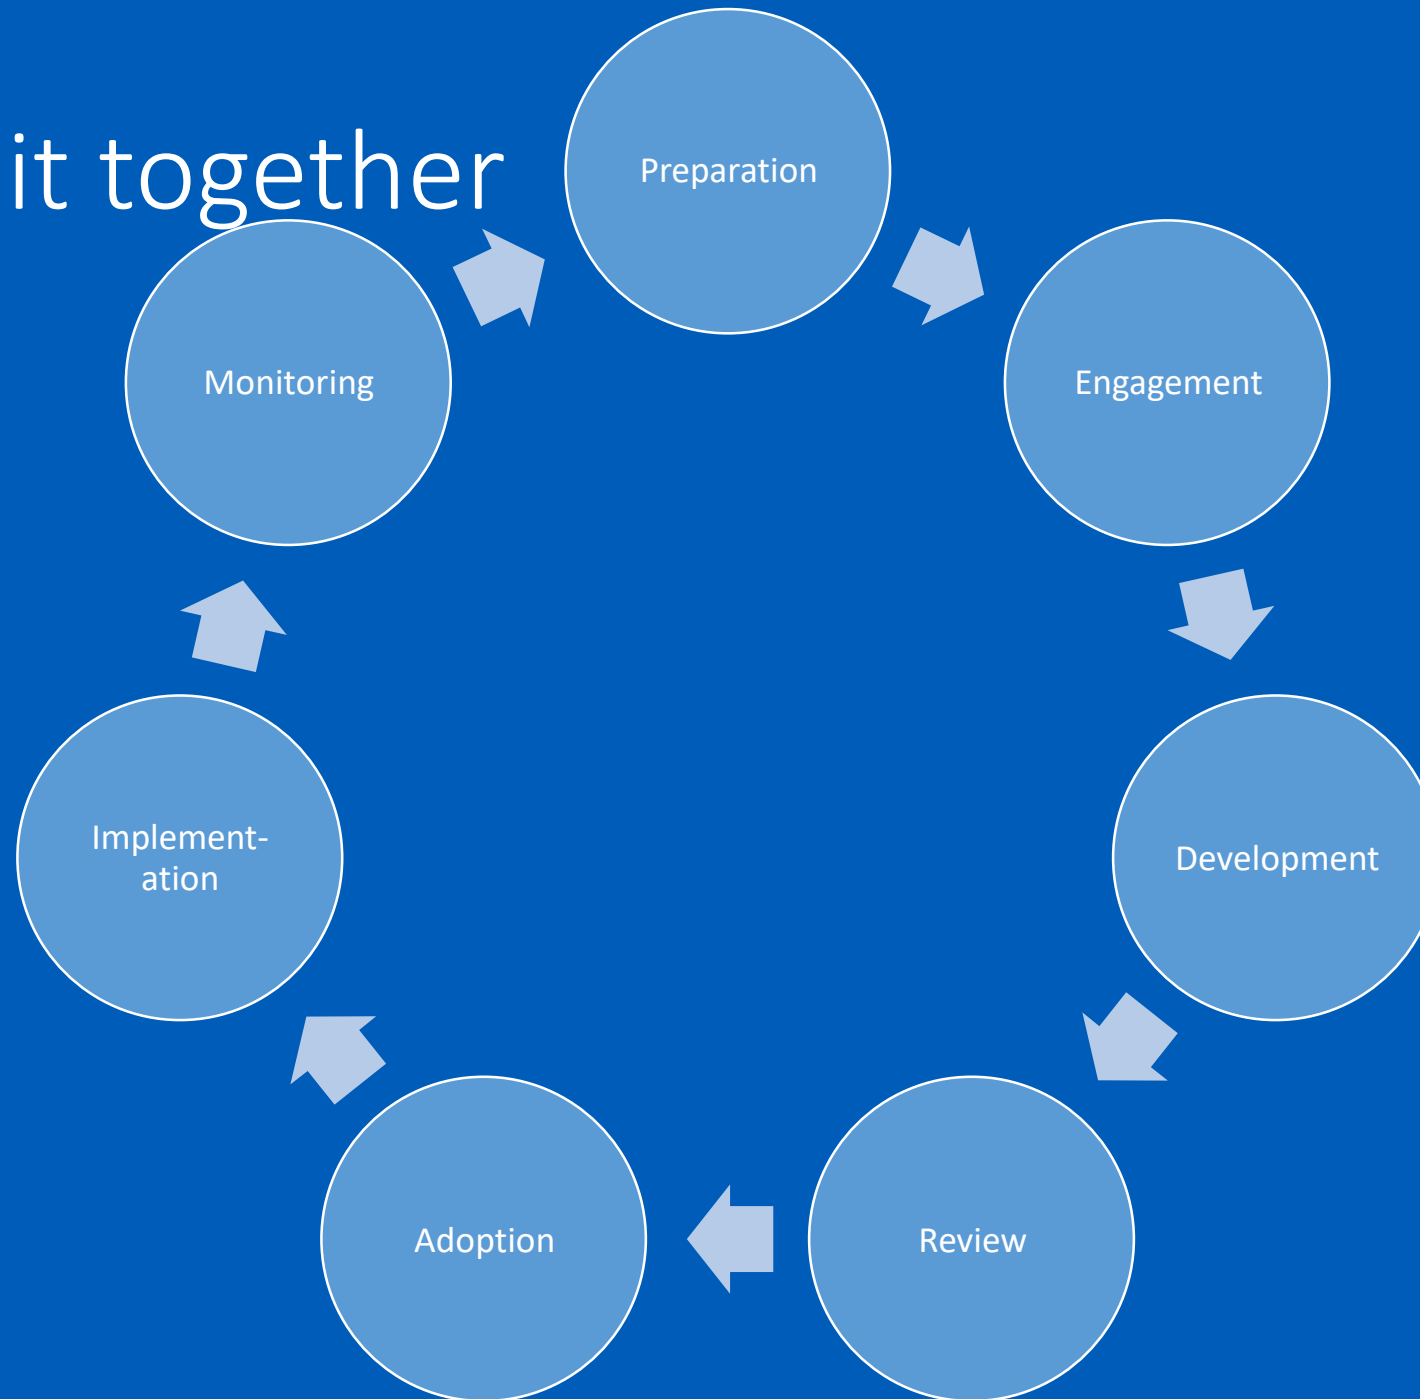 it together
Preparation
Engagement
Development
Review
Adoption
Implement-
ation
Monitoring